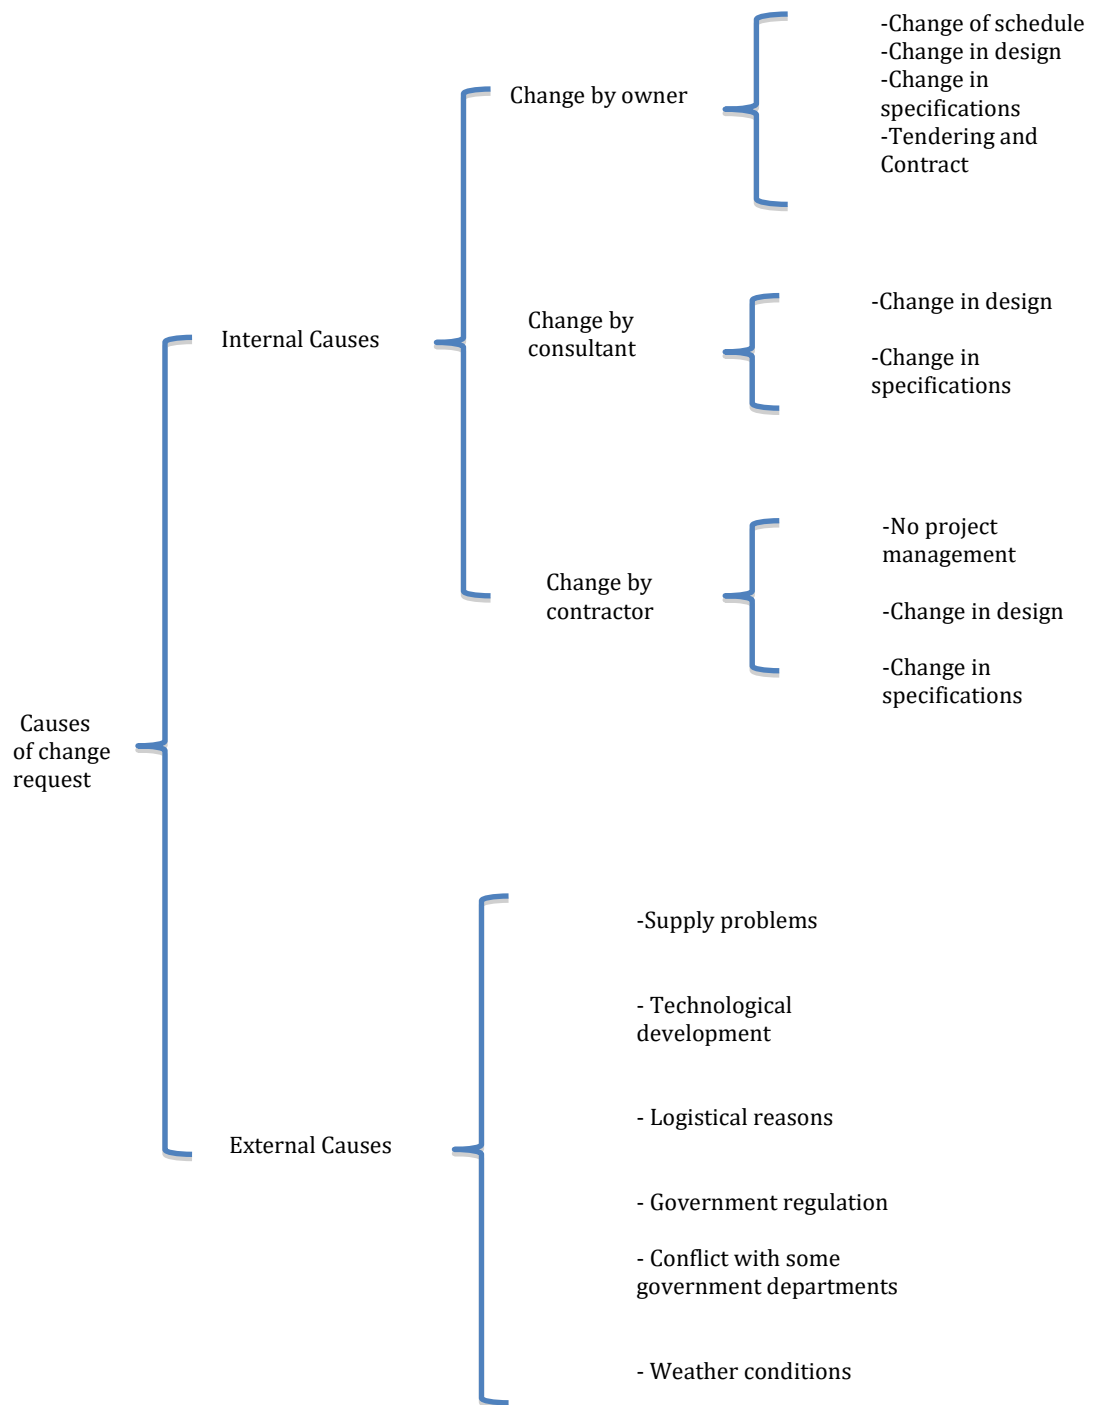 Causes
of change
request
Internal Causes
Change by owner
-Change of schedule
-Change in design
-Change in
specifications
-Tendering and
Contract
Change by
consultant
-Change in design
-Change in
specifications
Change by
contractor
-No project
management
-Change in design
-Change in
specifications
External Causes
-Supply problems
- Technological
development
- Logistical reasons
- Government regulation
- Conflict with some
government departments
- Weather conditions